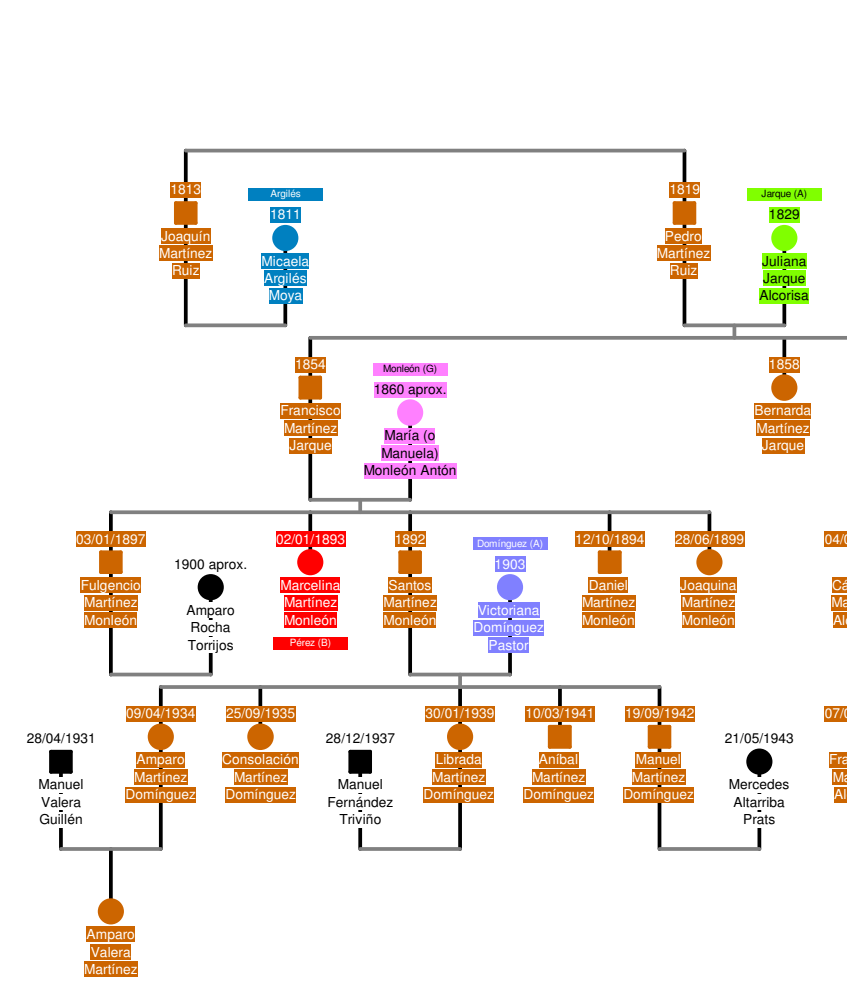 1813
Joaquín
Martínez
Ruiz
Argilés
1811
Micaela
Argilés
Moya
1819
Pedro
Martínez
Ruiz
Jarque (A)
1829
Juliana
Jarque
Alcorisa
1854
Francisco
Martínez
Jarque
Monleón (G)
1860 aprox.
María (o
Manuela)
Monleón Antón
1858
Bernarda
Martínez
Jarque
03/01/1897
Fulgencio
Martínez
Monleón
1900 aprox.
Amparo
Rocha
Torrijos
02/01/1893
Marcelina
Martínez
Monleón
Pérez (B)
1892
Santos
Martínez
Monleón
Domínguez (A)
1903
Victoriana
Domínguez
Pastor
12/10/1894
Daniel
Martínez
Monleón
28/06/1899
Joaquina
Martínez
Monleón
28/04/1931
Manuel
Valera
Guillén
09/04/1934
Amparo
Martínez
Domínguez
25/09/1935
Consolación
Martínez
Domínguez
28/12/1937
Manuel
Fernández
Triviño
30/01/1939
Librada
Martínez
Domínguez
10/03/1941
Aníbal
Martínez
Domínguez
19/09/1942
Manuel
Martínez
Domínguez
21/05/1943
Mercedes
Altarriba
Prats
Amparo
Valera
Martínez